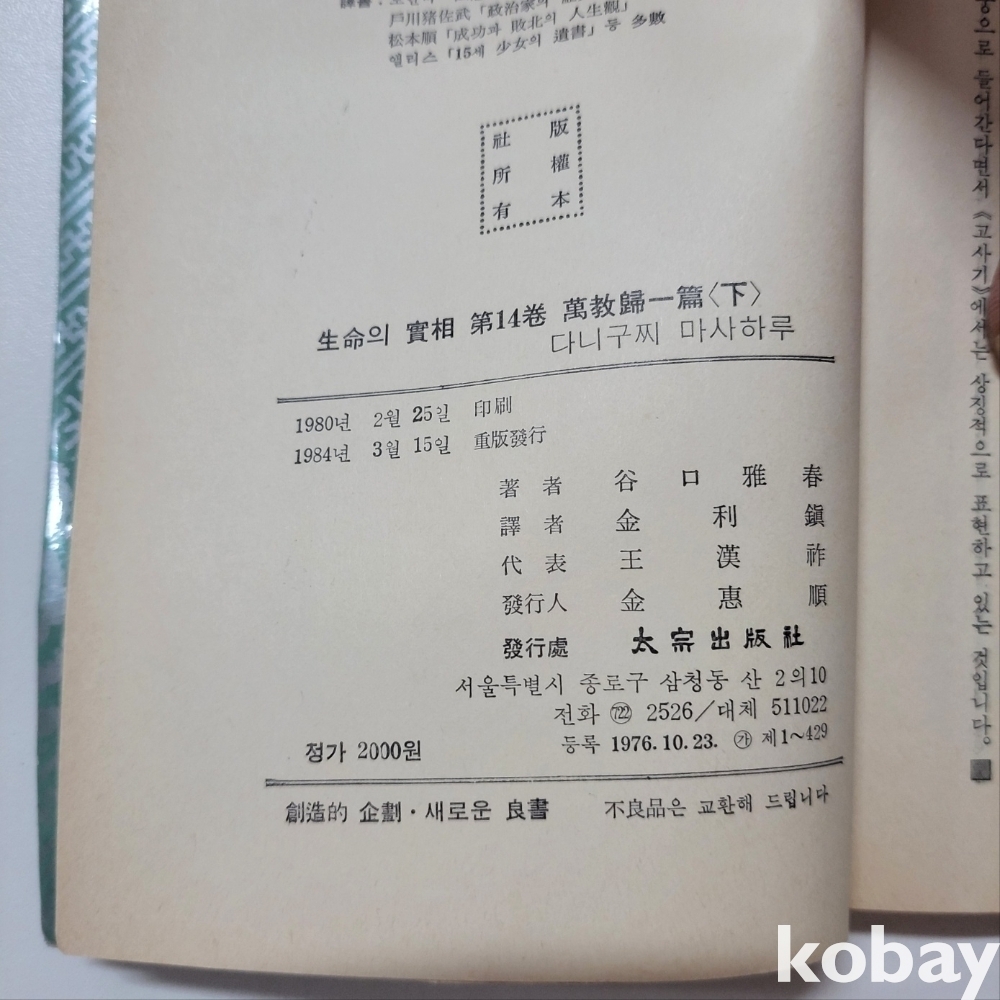 戶川猪佐武「政治家의
松本順「成功과 敗北의 人生觀」
앨리스「15세 少女의 遺書」등 多數
版權本
社所有
生命의 實相 第14卷 萬教歸一篇〈下〉
다니구찌 마사하루
1980년 2월 25일 印刷
1984년 3월 15일 重版發行
著者 谷口雅春
譯者 金利鎭
代表 王漢祚
發行人 金惠順
發行處 太宗出版社
서울특별시 종로구 삼청동 산 2의10
전화 722 2526/대체 511022
등록 1976.10.23. ㉮ 제1~429
정가 2000원
創造的 企劃·새로운 良書 不良品은 교환해 드립니다
으로 들어간다면서 《고사기》에서는 상징적으로 표현하고 있는 것입니다.
kobay